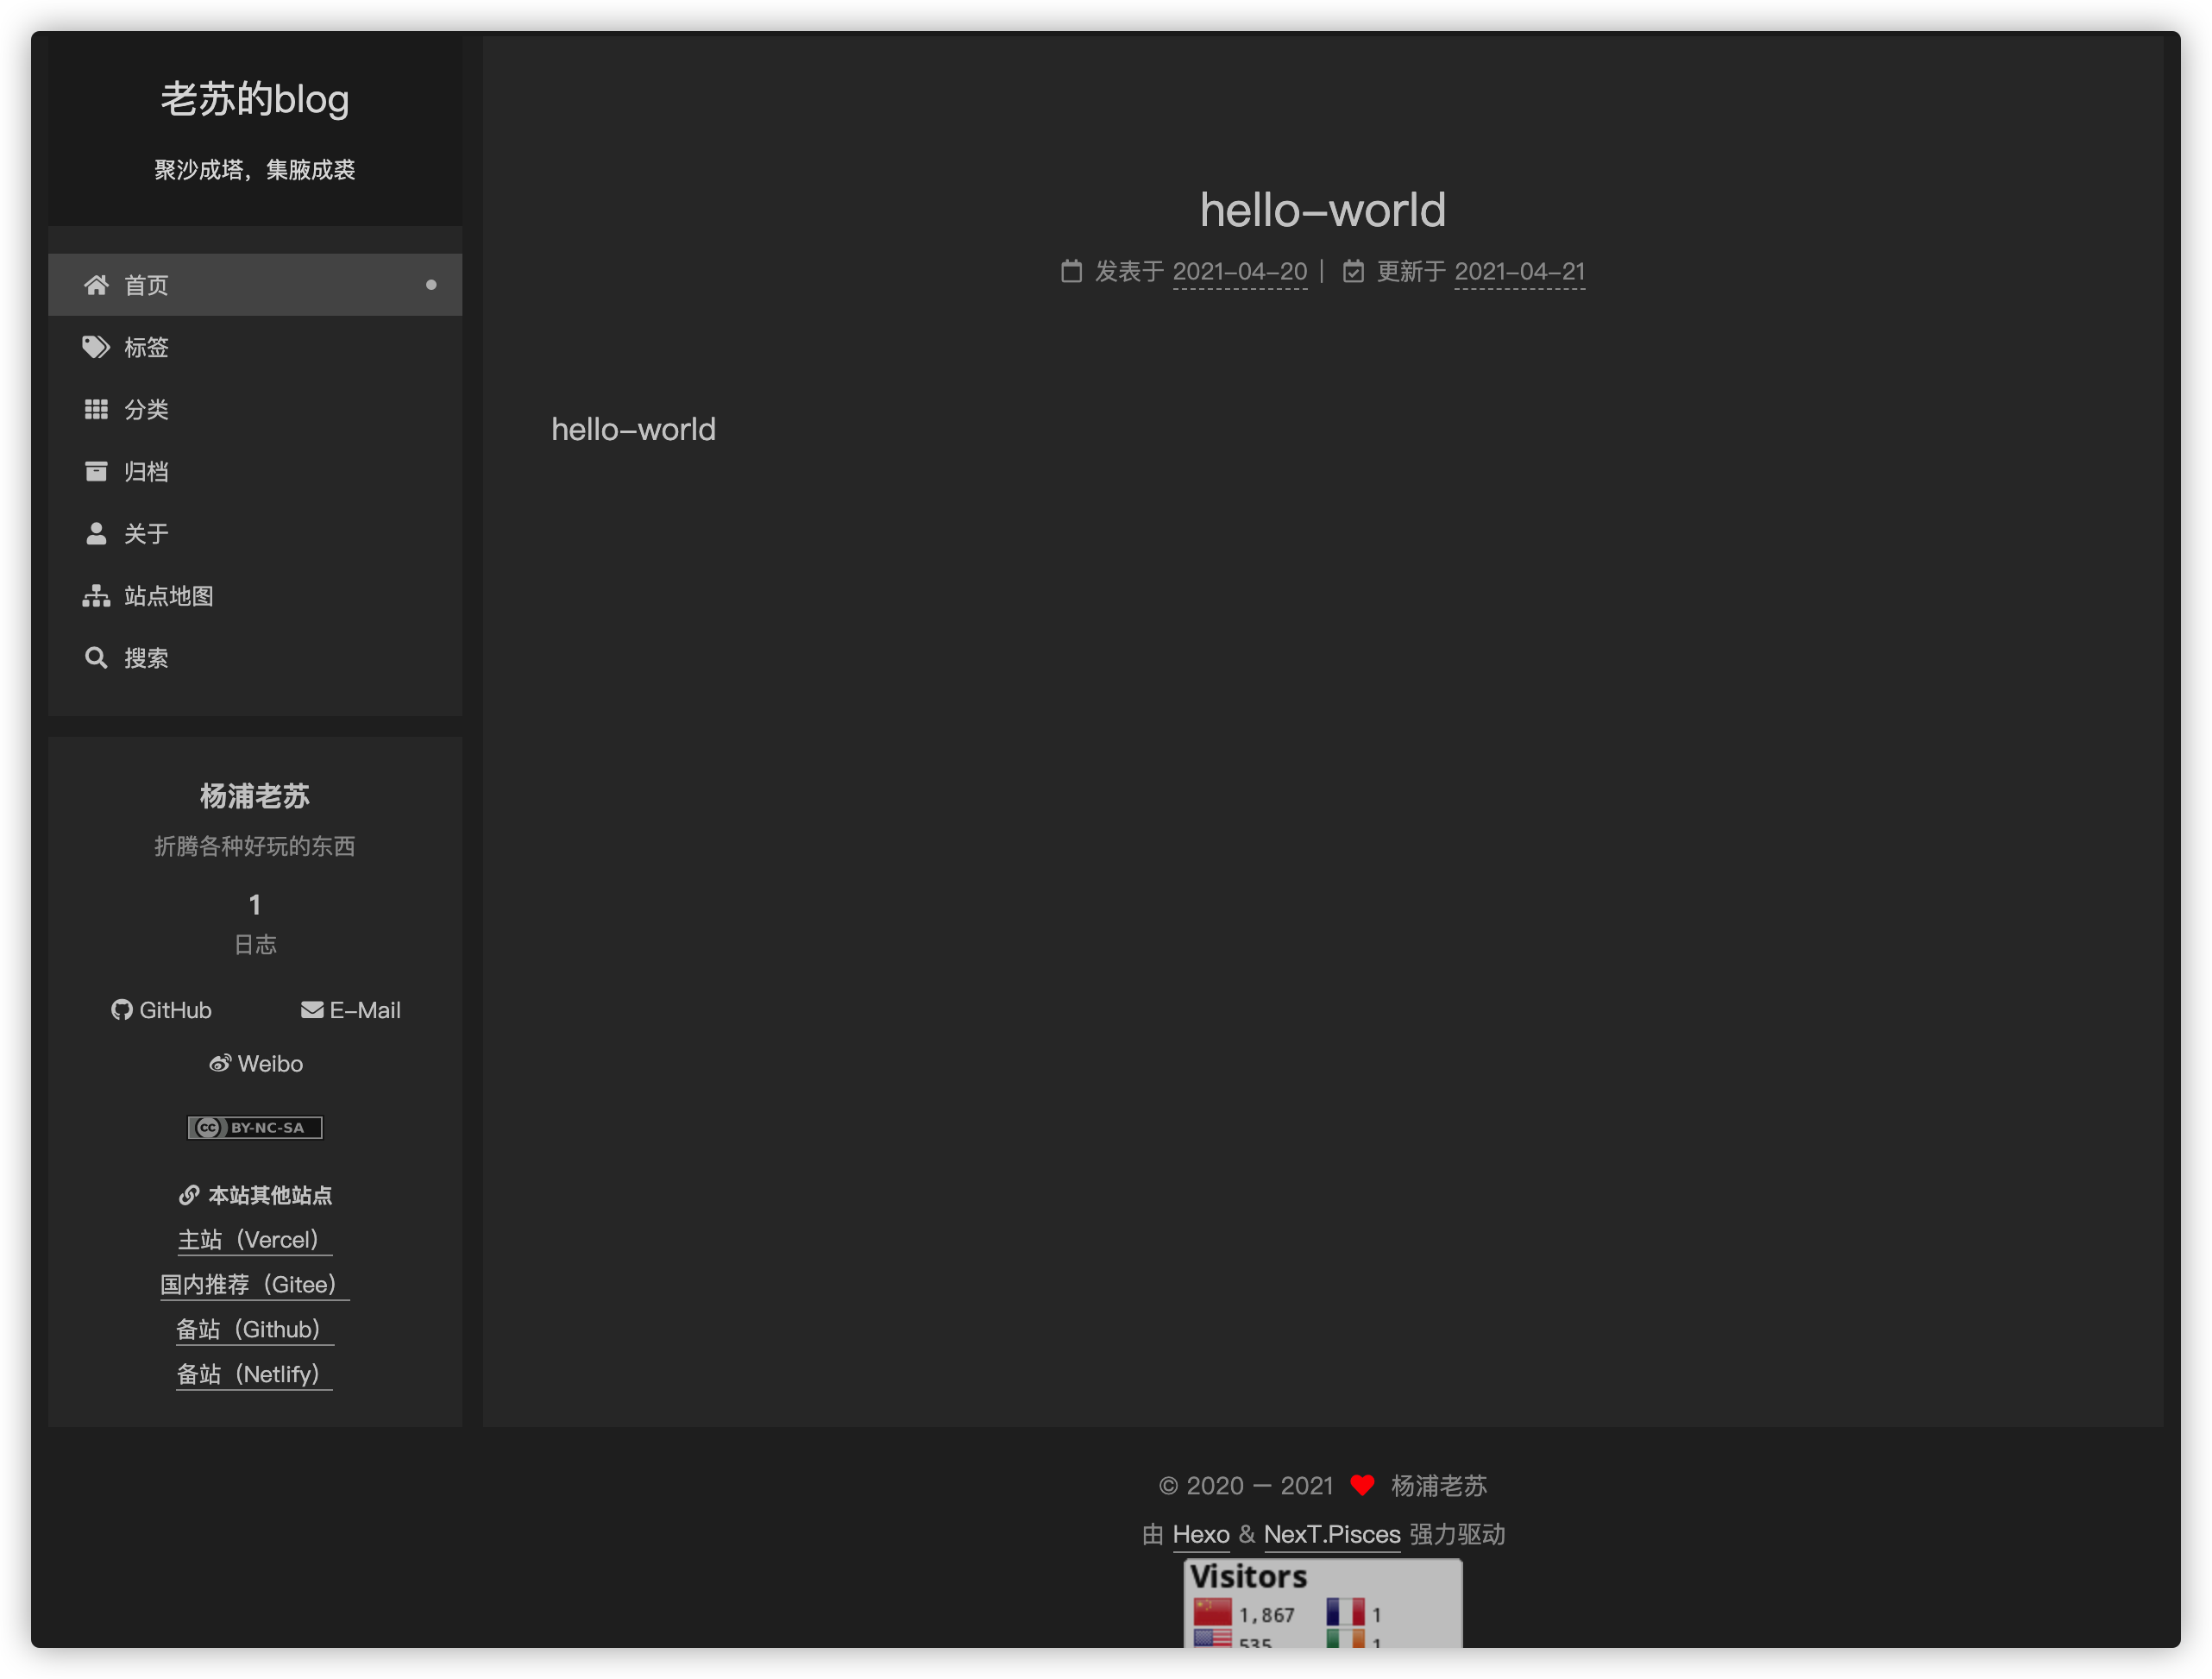 老苏的blog
聚沙成塔，集腋成裘
首页
标签
分类
归档
关于
站点地图
搜索
杨浦老苏
折腾各种好玩的东西
1
日志
GitHub E-Mail
Weibo
cc BY-NC-SA
本站其他站点
主站（Vercel）
国内推荐（Gitee）
备站（Github）
备站（Netlify）
hello-world
发表于 2021-04-20 | 更新于 2021-04-21
hello-world
© 2020 — 2021 杨浦老苏
由 Hexo & NexT.Pisces 强力驱动
Visitors
1,867 1
535 1